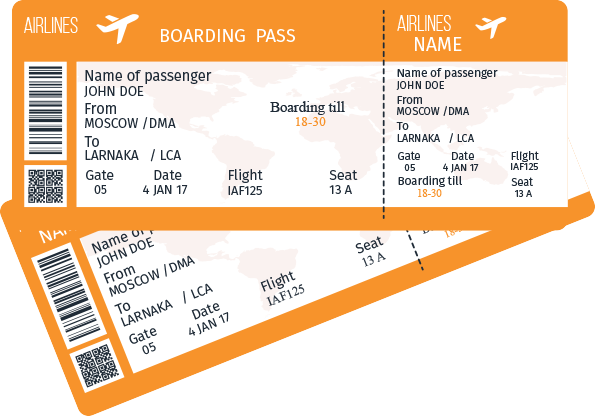 AIRLINES
BOARDING PASS
Name of passenger
JOHN DOE
From
MOSCOW /DMA
To
LARNAKA / LCA
Boarding till
18-30
Gate Date Flight Seat
05 4 JAN 17 IAF125 13 A
AIRLINES
NAME
Name of passenger
JOHN DOE
From
MOSCOW /DMA
To
LARNAKA / LCA
Gate Date Flight
05 4 JAN 17 IAF125
Boarding till Seat
18-30 13 A
Name of
JOHN DOE
From
MOSCOW /DMA
To
LARNAKA / LCA
Gate Date Flight Seat
05 4 JAN 17 IAF125 13 A